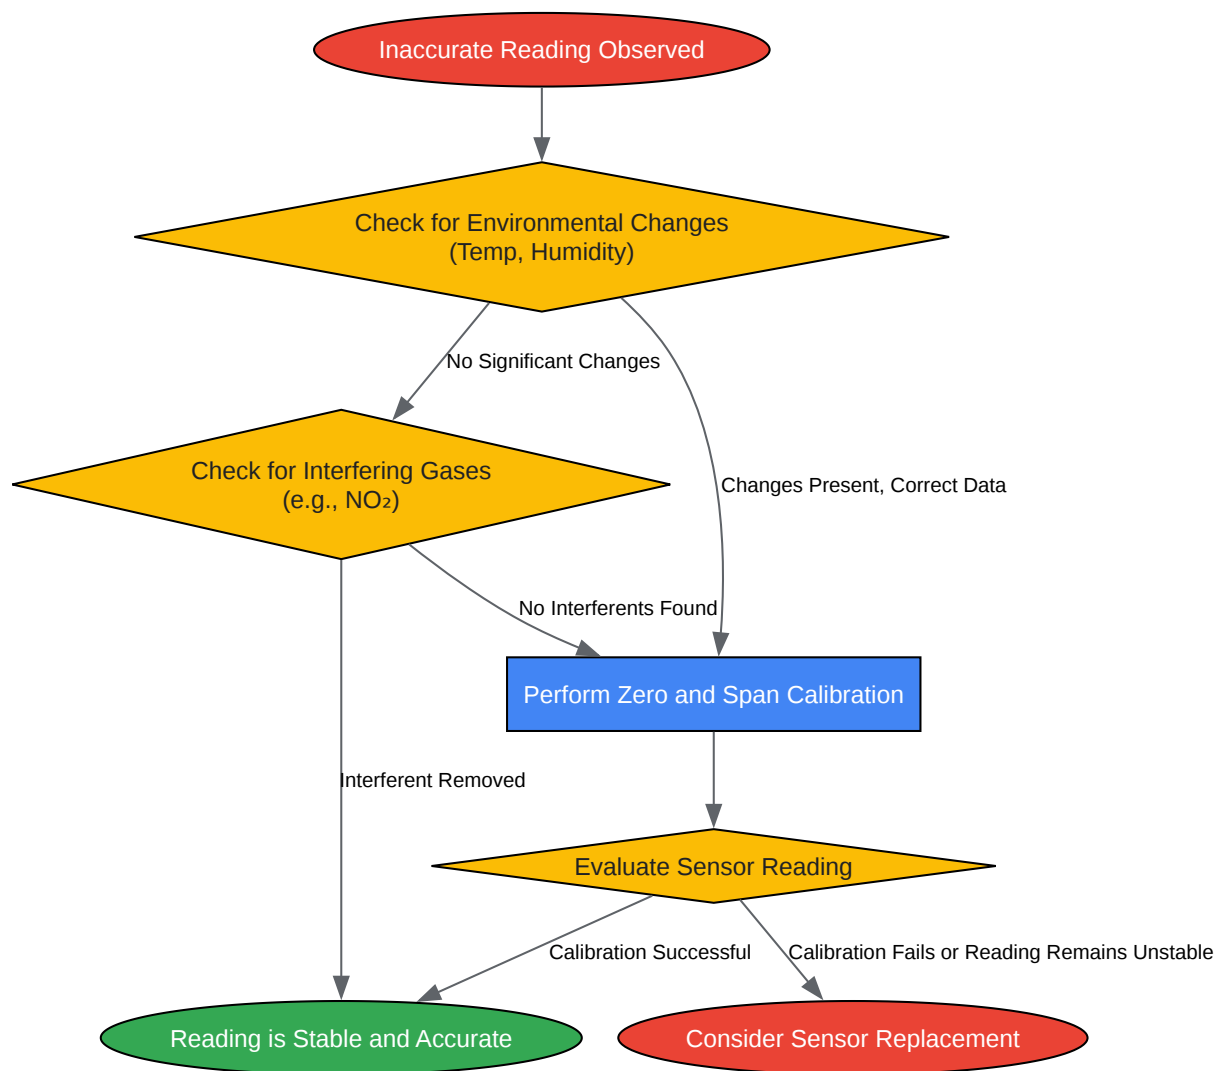 Inaccurate Reading Observed
Check for Environmental Changes
(Temp, Humidity)
No Significant Changes
Check for Interfering Gases
(e.g., NO₂)
Changes Present, Correct Data
No Interferents Found
Perform Zero and Span Calibration
Interferent Removed
Evaluate Sensor Reading
Calibration Successful
Calibration Fails or Reading Remains Unstable
Reading is Stable and Accurate
Consider Sensor Replacement